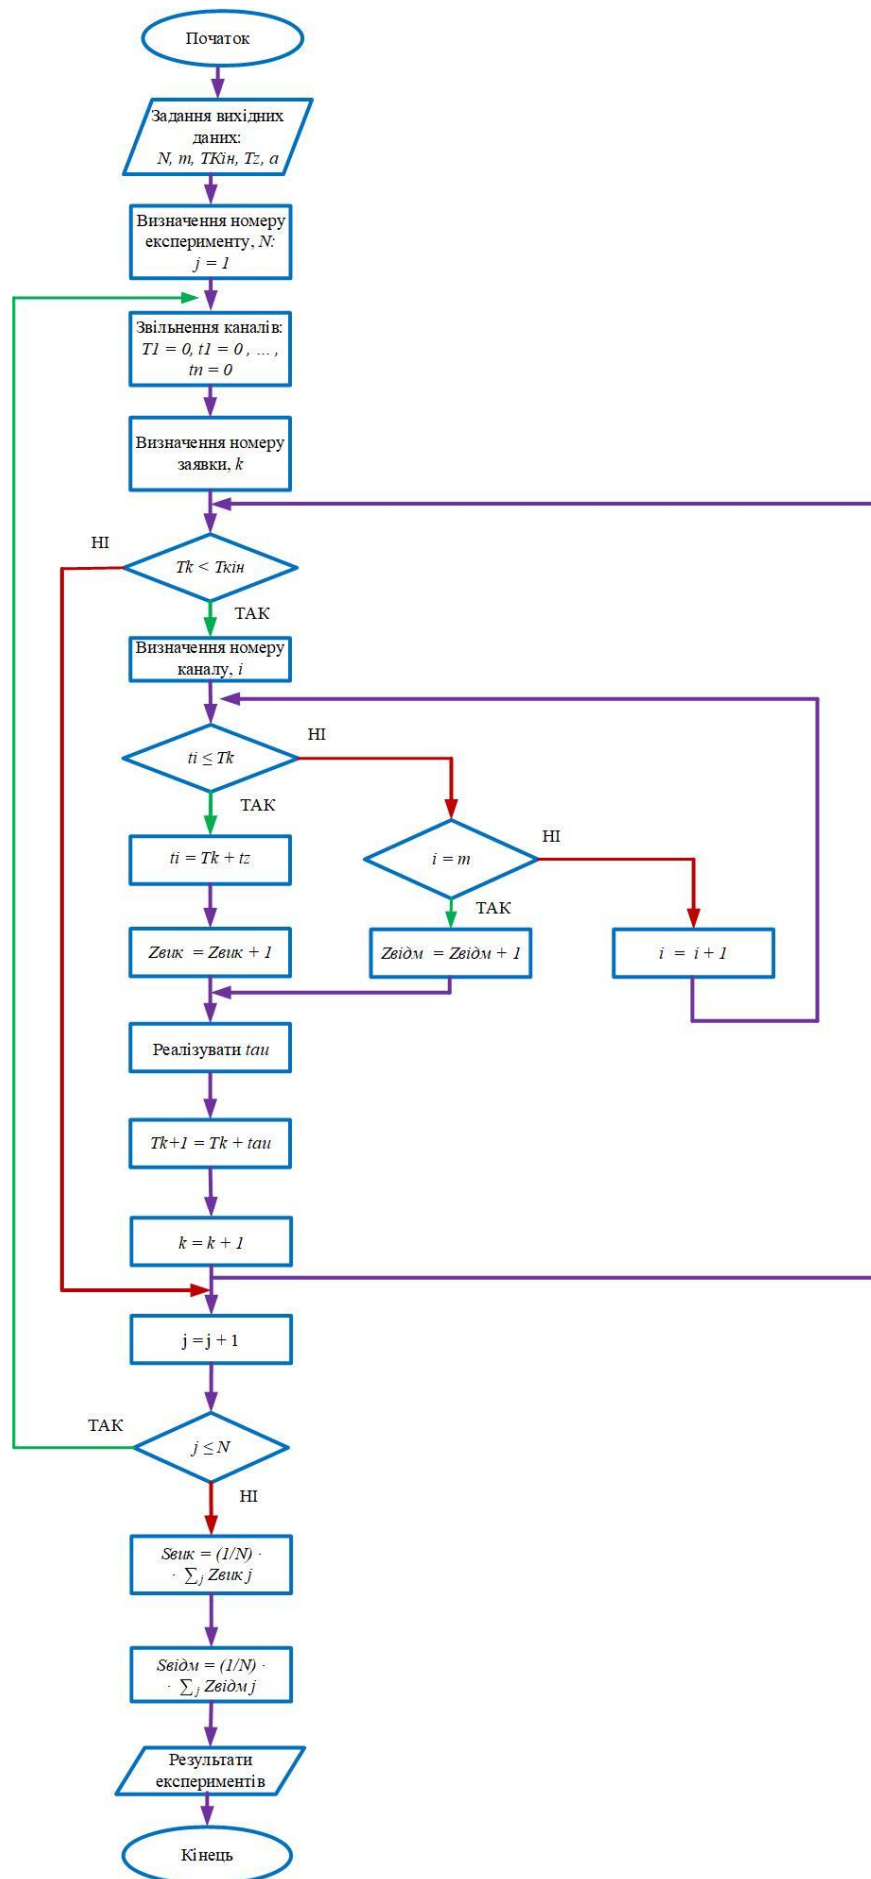 Початок
Задання вихідних
даних:
N, m, TКін, Tz, a
Визначення номеру
експерименту, N:
j = 1
Звільнення каналів:
T1 = 0, t1 = 0 , ... ,
tn = 0
Визначення номеру
заявки, k
НІ
Tk < Tкін
ТАК
Визначення номеру
каналу, i
НІ
ti ≤ Tk
ТАК
НІ
i = m
ti = Tk + tz
ТАК
Zвик = Zвик + 1
Zвідм = Zвідм + 1
i = i + 1
Реалізувати tau
Tk+1 = Tk + tau
k = k + 1
j = j + 1
ТАК
j ≤ N
НІ
Sвик = (1/N) ·
· ∑j Zвик j
Sвідм = (1/N) ·
· ∑j Zвідм j
Результати
експериментів
Кінець